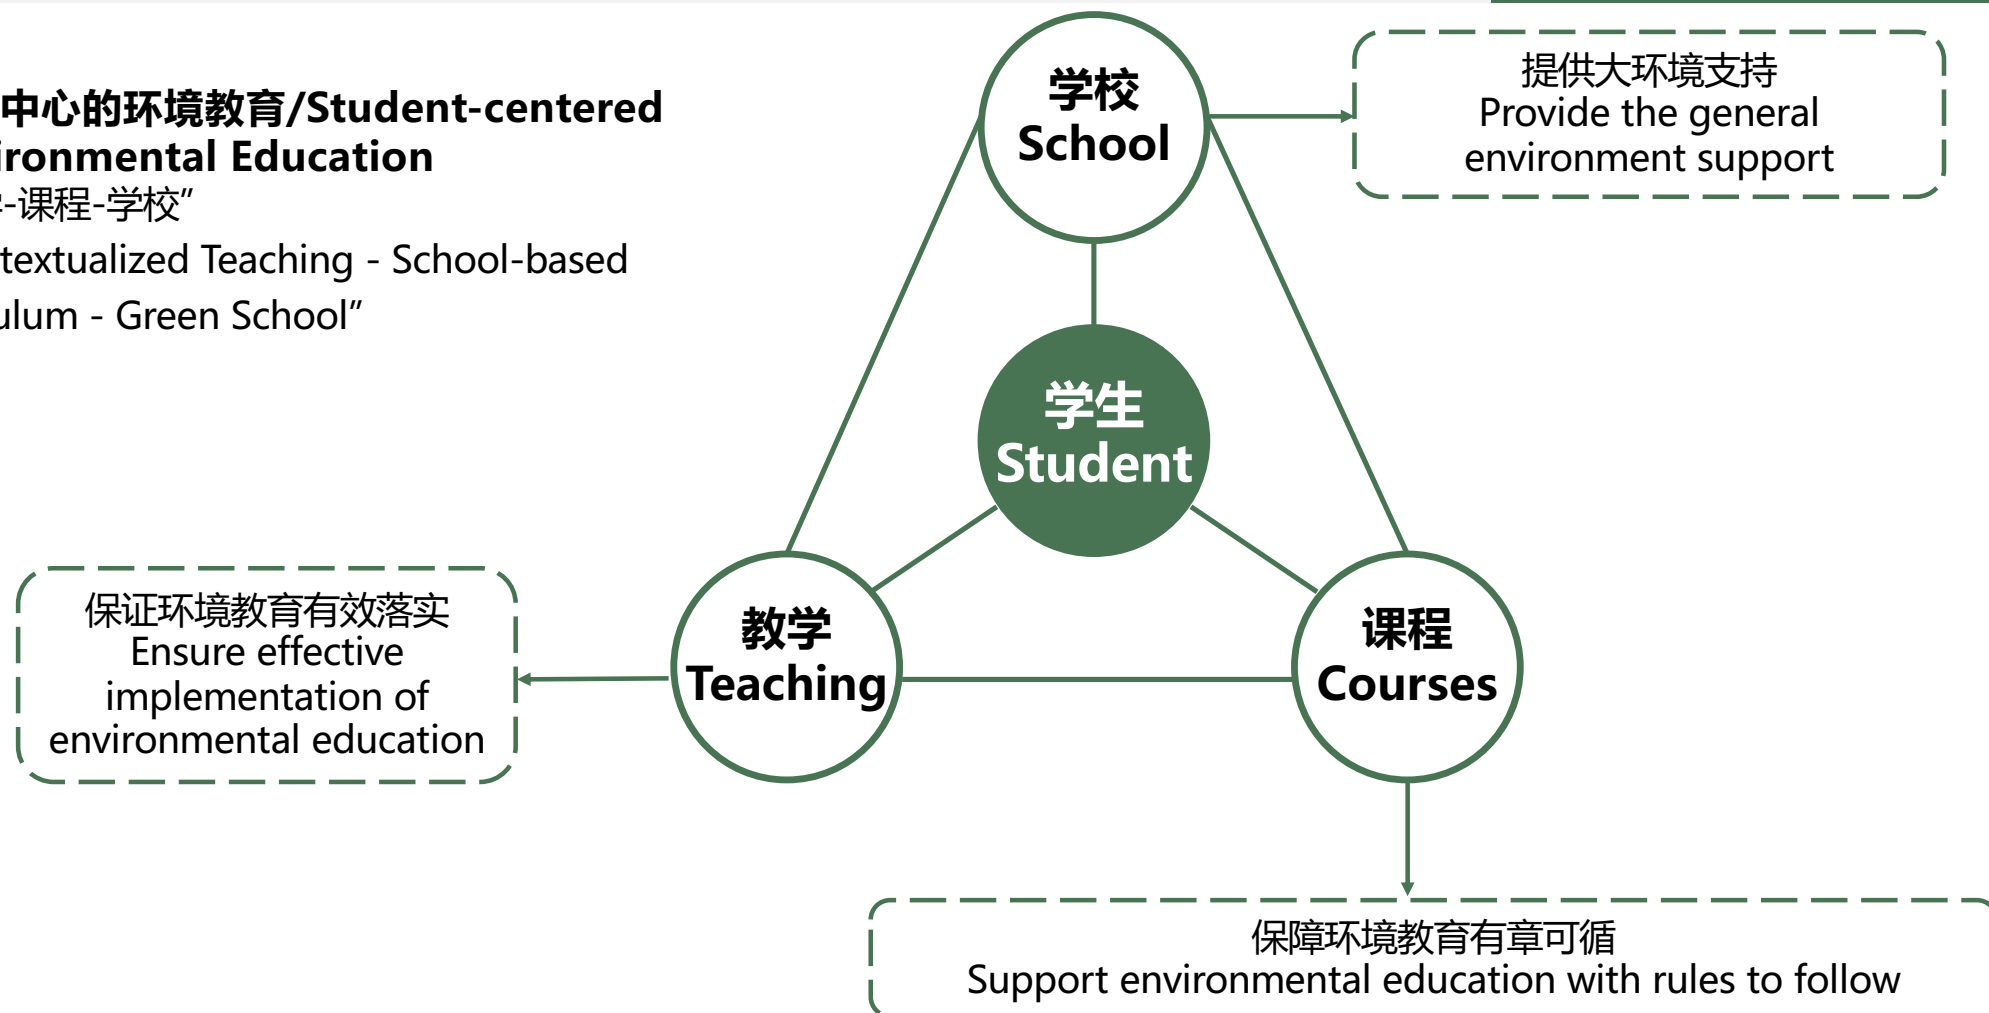 中心的环境教育/Student-centered
ironmental Education
-课程-学校”
textualized Teaching - School-based
ulum - Green School”
学校
School
提供大环境支持
Provide the general
environment support
学生
Student
教学
Teaching
课程
Courses
保证环境教育有效落实
Ensure effective
implementation of
environmental education
保障环境教育有章可循
Support environmental education with rules to follow